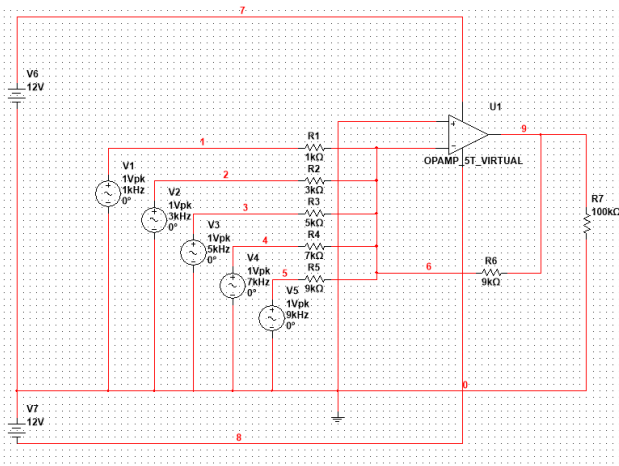 7
V6
12V
U1
1
R1
1kΩ
9
OPAMP_5T_VIRTUAL
V1
1Vpk
1kHz
0°
2
R2
3kΩ
V2
1Vpk
3kHz
0°
3
R3
5kΩ
V3
1Vpk
5kHz
0°
R7
100kΩ
4
R4
7kΩ
V4
1Vpk
7kHz
0°
5
R5
9kΩ
6
R6
9kΩ
V5
1Vpk
9kHz
0°
0
V7
12V
8